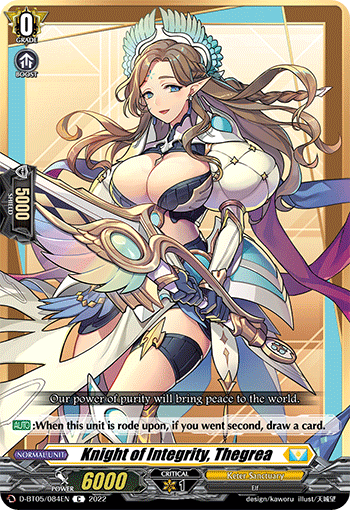 0
GRADE
BOOST
5000
SHIELD
Our power of purity will bring peace to the world.
AUTO:When this unit is rode upon, if you went second, draw a card.
NORMAL UNIT
Knight of Integrity, Thegrea
POWER 6000
CRITICAL
1
Keter Sanctuary
Elf
D-BT05/084EN C 2022
design/kaworu illust/天城望